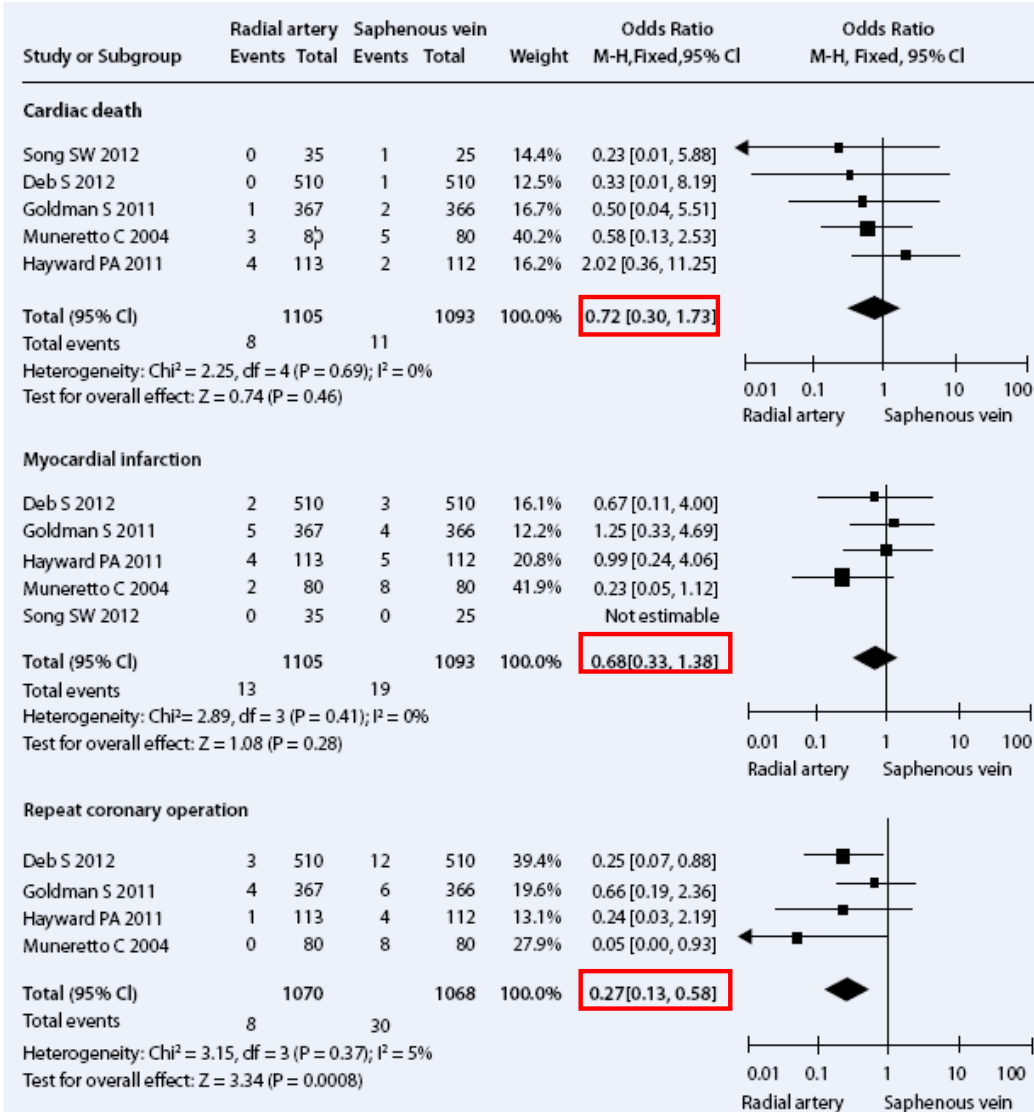 Radial artery Saphenous vein Odds Ratio Odds Ratio
Study or Subgroup Events Total Events Total Weight M-H,Fixed,95% Cl M-H, Fixed, 95% Cl
Cardiac death
Song SW 2012 0 35 1 25 14.4% 0.23 [0.01, 5.88]
Deb S 2012 0 510 1 510 12.5% 0.33 [0.01, 8.19]
Goldman S 2011 1 367 2 366 16.7% 0.50 [0.04, 5.51]
Muneretto C 2004 3 80 5 80 40.2% 0.58 [0.13, 2.53]
Hayward PA 2011 4 113 2 112 16.2% 2.02 [0.36, 11.25]
Total (95% Cl) 1105 1093 100.0% 0.72 [0.30, 1.73]
Total events 8 11
Heterogeneity: Chi² = 2.25, df = 4 (P = 0.69); I² = 0%
Test for overall effect: Z = 0.74 (P = 0.46)
0.01 0.1 1 10 100
Radial artery Saphenous vein
Myocardial infarction
Deb S 2012 2 510 3 510 16.1% 0.67 [0.11, 4.00]
Goldman S 2011 5 367 4 366 12.2% 1.25 [0.33, 4.69]
Hayward PA 2011 4 113 5 112 20.8% 0.99 [0.24, 4.06]
Muneretto C 2004 2 80 8 80 41.9% 0.23 [0.05, 1.12]
Song SW 2012 0 35 0 25 Not estimable
Total (95% Cl) 1105 1093 100.0% 0.68[0.33, 1.38]
Total events 13 19
Heterogeneity: Chi²= 2.89, df = 3 (P = 0.41); I² = 0%
Test for overall effect: Z = 1.08 (P = 0.28)
0.01 0.1 1 10 100
Radial artery Saphenous vein
Repeat coronary operation
Deb S 2012 3 510 12 510 39.4% 0.25 [0.07, 0.88]
Goldman S 2011 4 367 6 366 19.6% 0.66 [0.19, 2.36]
Hayward PA 2011 1 113 4 112 13.1% 0.24 [0.03, 2.19]
Muneretto C 2004 0 80 8 80 27.9% 0.05 [0.00, 0.93]
Total (95% Cl) 1070 1068 100.0% 0.27[0.13, 0.58]
Total events 8 30
Heterogeneity: Chi² = 3.15, df = 3 (P = 0.37); I² = 5%
Test for overall effect: Z = 3.34 (P = 0.0008)
0.01 0.1 1 10 100
Radial artery Saphenous vein